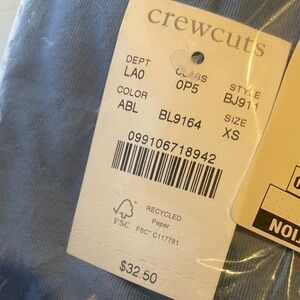 crewcuts
DEPT CLASS STYLE
LA0 0P5 BJ911
COLOR SIZE
ABL BL9164 XS
099106718942
FSC
RECYCLED
Paper
FSC® C117781
$32.50